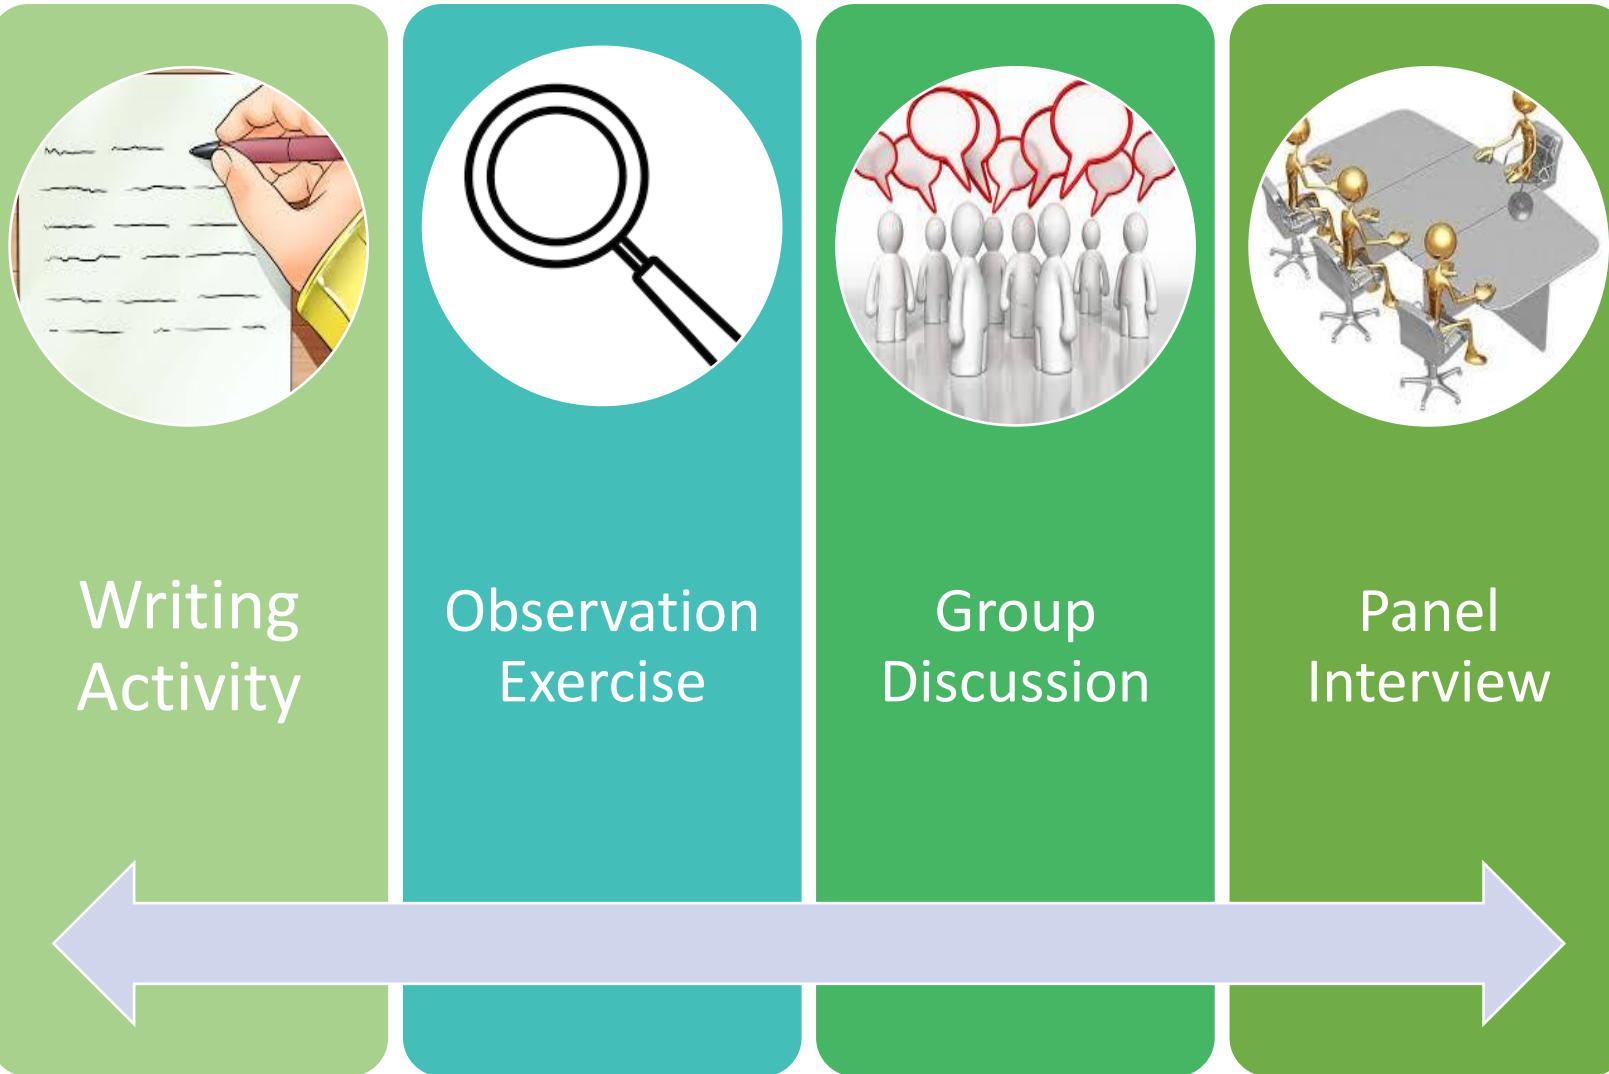 Writing
Activity
Observation
Exercise
Group
Discussion
Panel
Interview